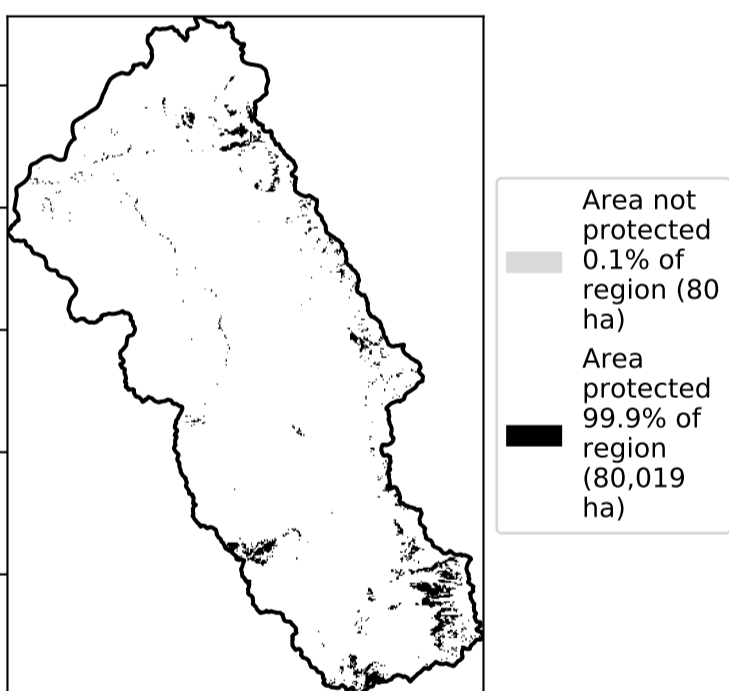 Area not
protected
0.1% of
region (80
ha)
Area
protected
99.9% of
region
(80,019
ha)